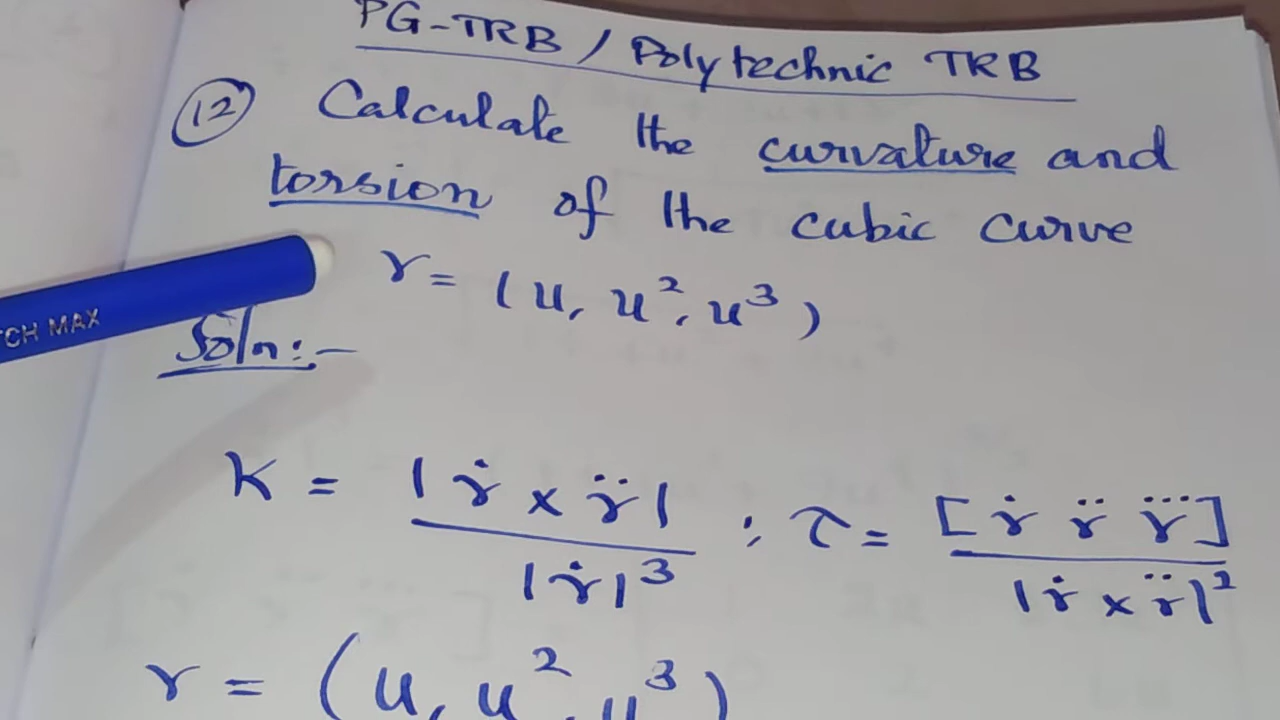 PG-TRB / Polytechnic TRB
(12) Calculate the curvature and
torsion of the cubic curve
r = (u, u², u³)
TCH MAX
Soln:-
K = |ṙ × r̈| / |ṙ|³ ; τ = [ṙ r̈ r⃛] / |ṙ × r̈|²
r = (u, u², u³)